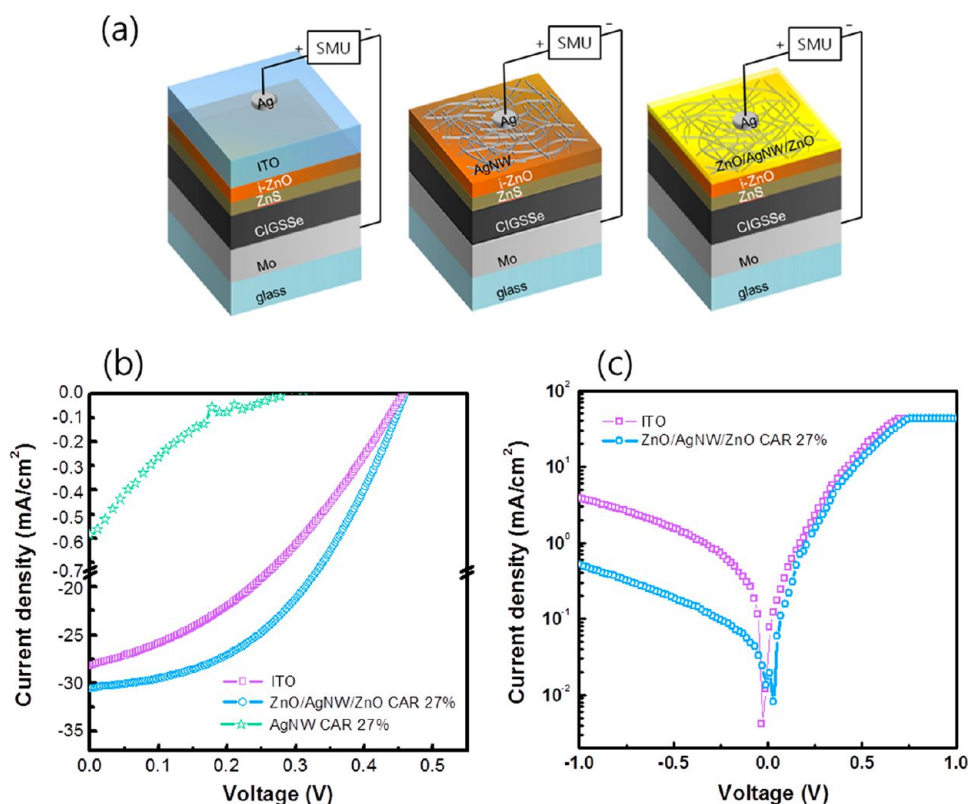 (a)
+ SMU −
Ag
ITO
i-ZnO
ZnS
CIGSSe
Mo
glass
+ SMU −
Ag
AgNW
i-ZnO
ZnS
CIGSSe
Mo
glass
+ SMU −
Ag
ZnO/AgNW/ZnO
i-ZnO
ZnS
CIGSSe
Mo
glass
(b)
Current density (mA/cm²)
0.0
-0.1
-0.2
-0.3
-0.4
-0.5
-0.6
-0.7
-20
-25
-30
-35
ITO
ZnO/AgNW/ZnO CAR 27%
AgNW CAR 27%
0.0 0.1 0.2 0.3 0.4 0.5
Voltage (V)
(c)
Current density (mA/cm²)
10²
10¹
10⁰
10⁻¹
10⁻²
ITO
ZnO/AgNW/ZnO CAR 27%
-1.0 -0.5 0.0 0.5 1.0
Voltage (V)